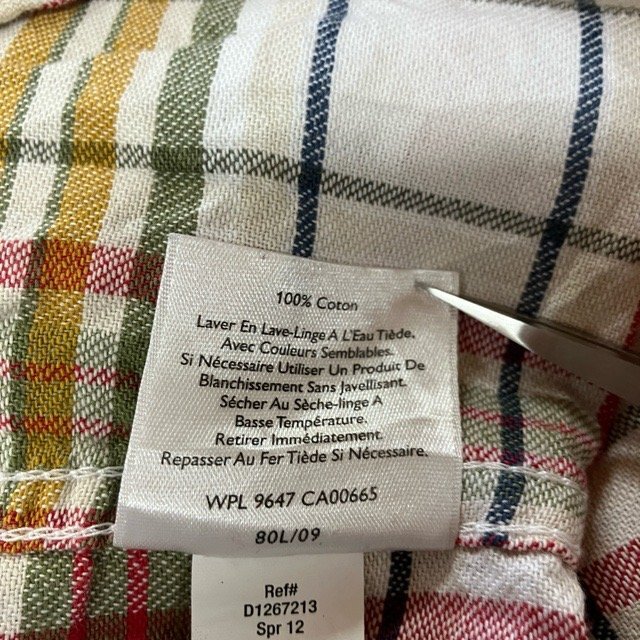 100% Coton
Laver En Lave-Linge A L'Eau Tiède.
Avec Couleurs Semblables.
Si Nécessaire Utiliser Un Produit De
Blanchissement Sans Javellisant.
Sécher Au Sèche-linge A
Basse Température.
Retirer Immédiatement.
Repasser Au Fer Tiède Si Nécessaire.
WPL 9647 CA00665
80L/09
Ref#
D1267213
Spr 12